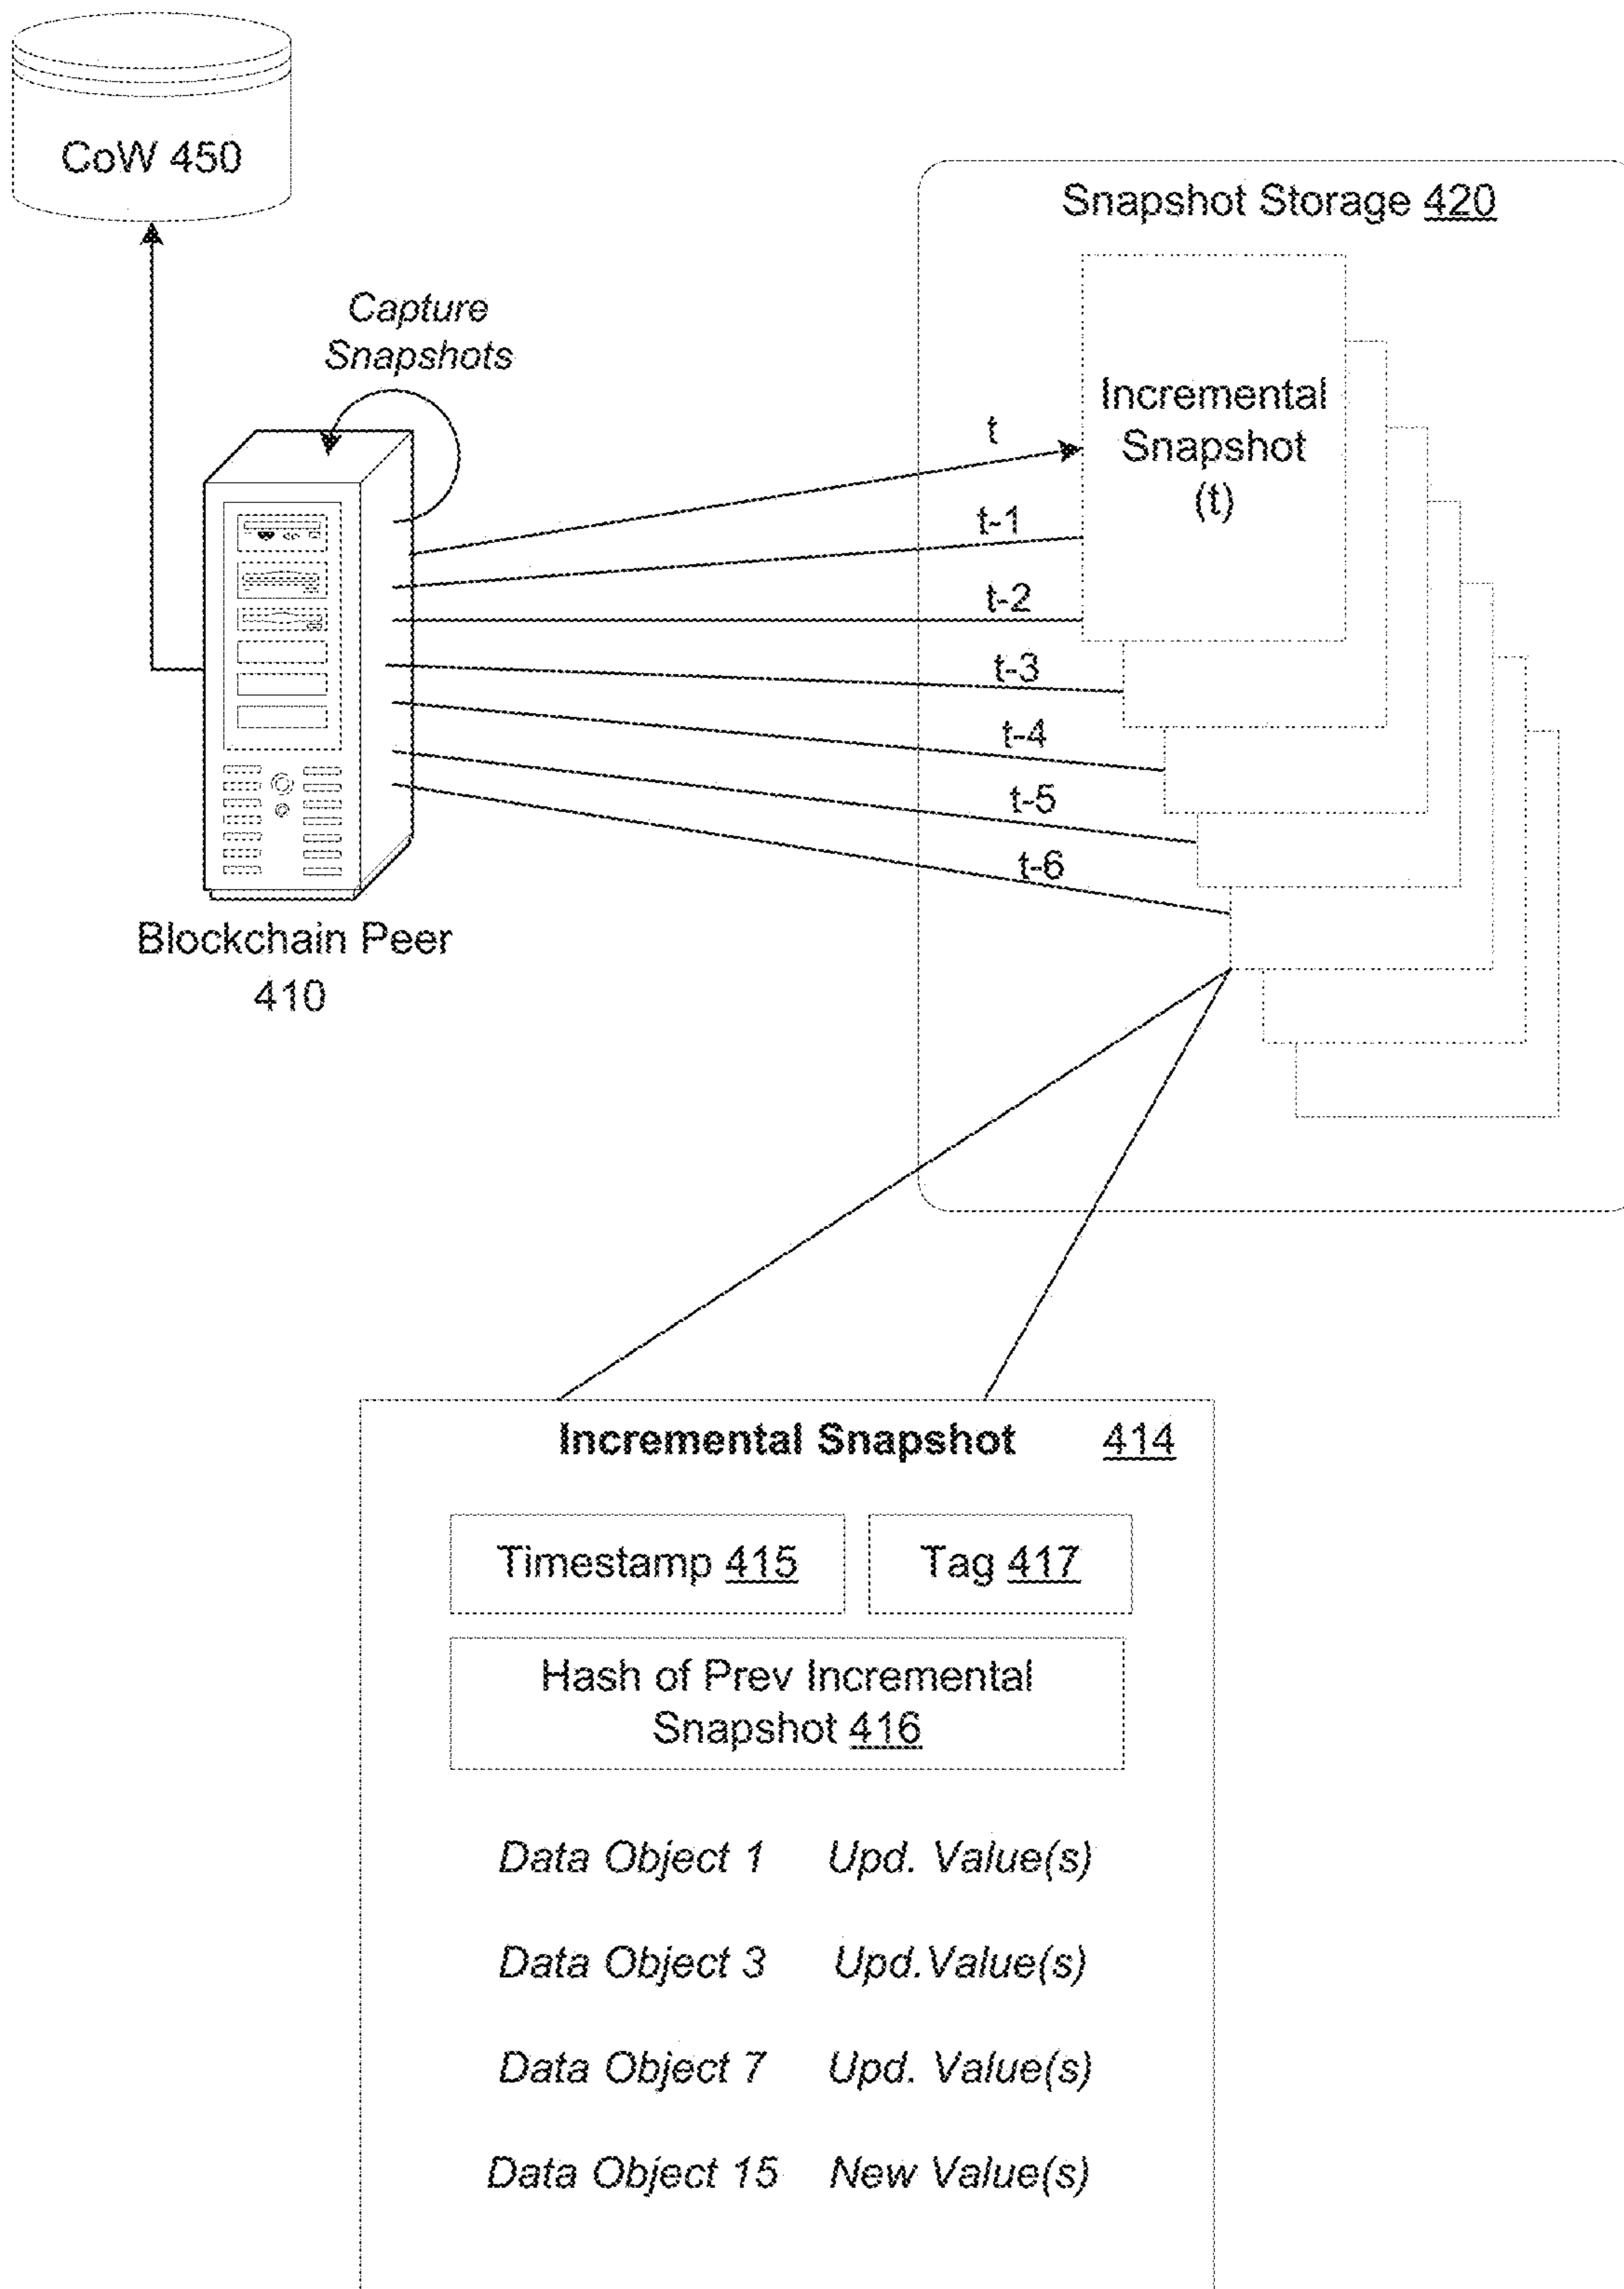 CoW 450
Snapshot Storage 420
Capture
Snapshots
Incremental
Snapshot
(t)
t
t-1
t-2
t-3
t-4
t-5
t-6
Blockchain Peer
410
Incremental Snapshot 414
Timestamp 415 Tag 417
Hash of Prev Incremental
Snapshot 416
Data Object 1 Upd. Value(s)
Data Object 3 Upd.Value(s)
Data Object 7 Upd. Value(s)
Data Object 15 New Value(s)